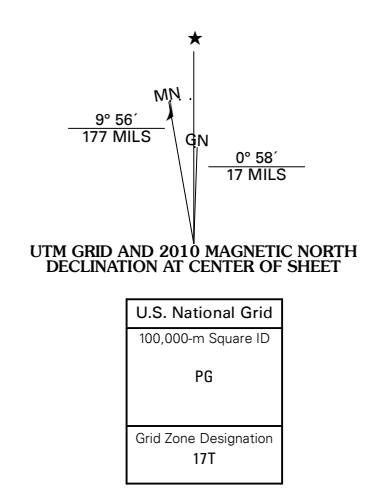 ★
MN
9° 56´
177 MILS
GN
0° 58´
17 MILS
UTM GRID AND 2010 MAGNETIC NORTH
DECLINATION AT CENTER OF SHEET
U.S. National Grid
100,000-m Square ID
PG
Grid Zone Designation
17T